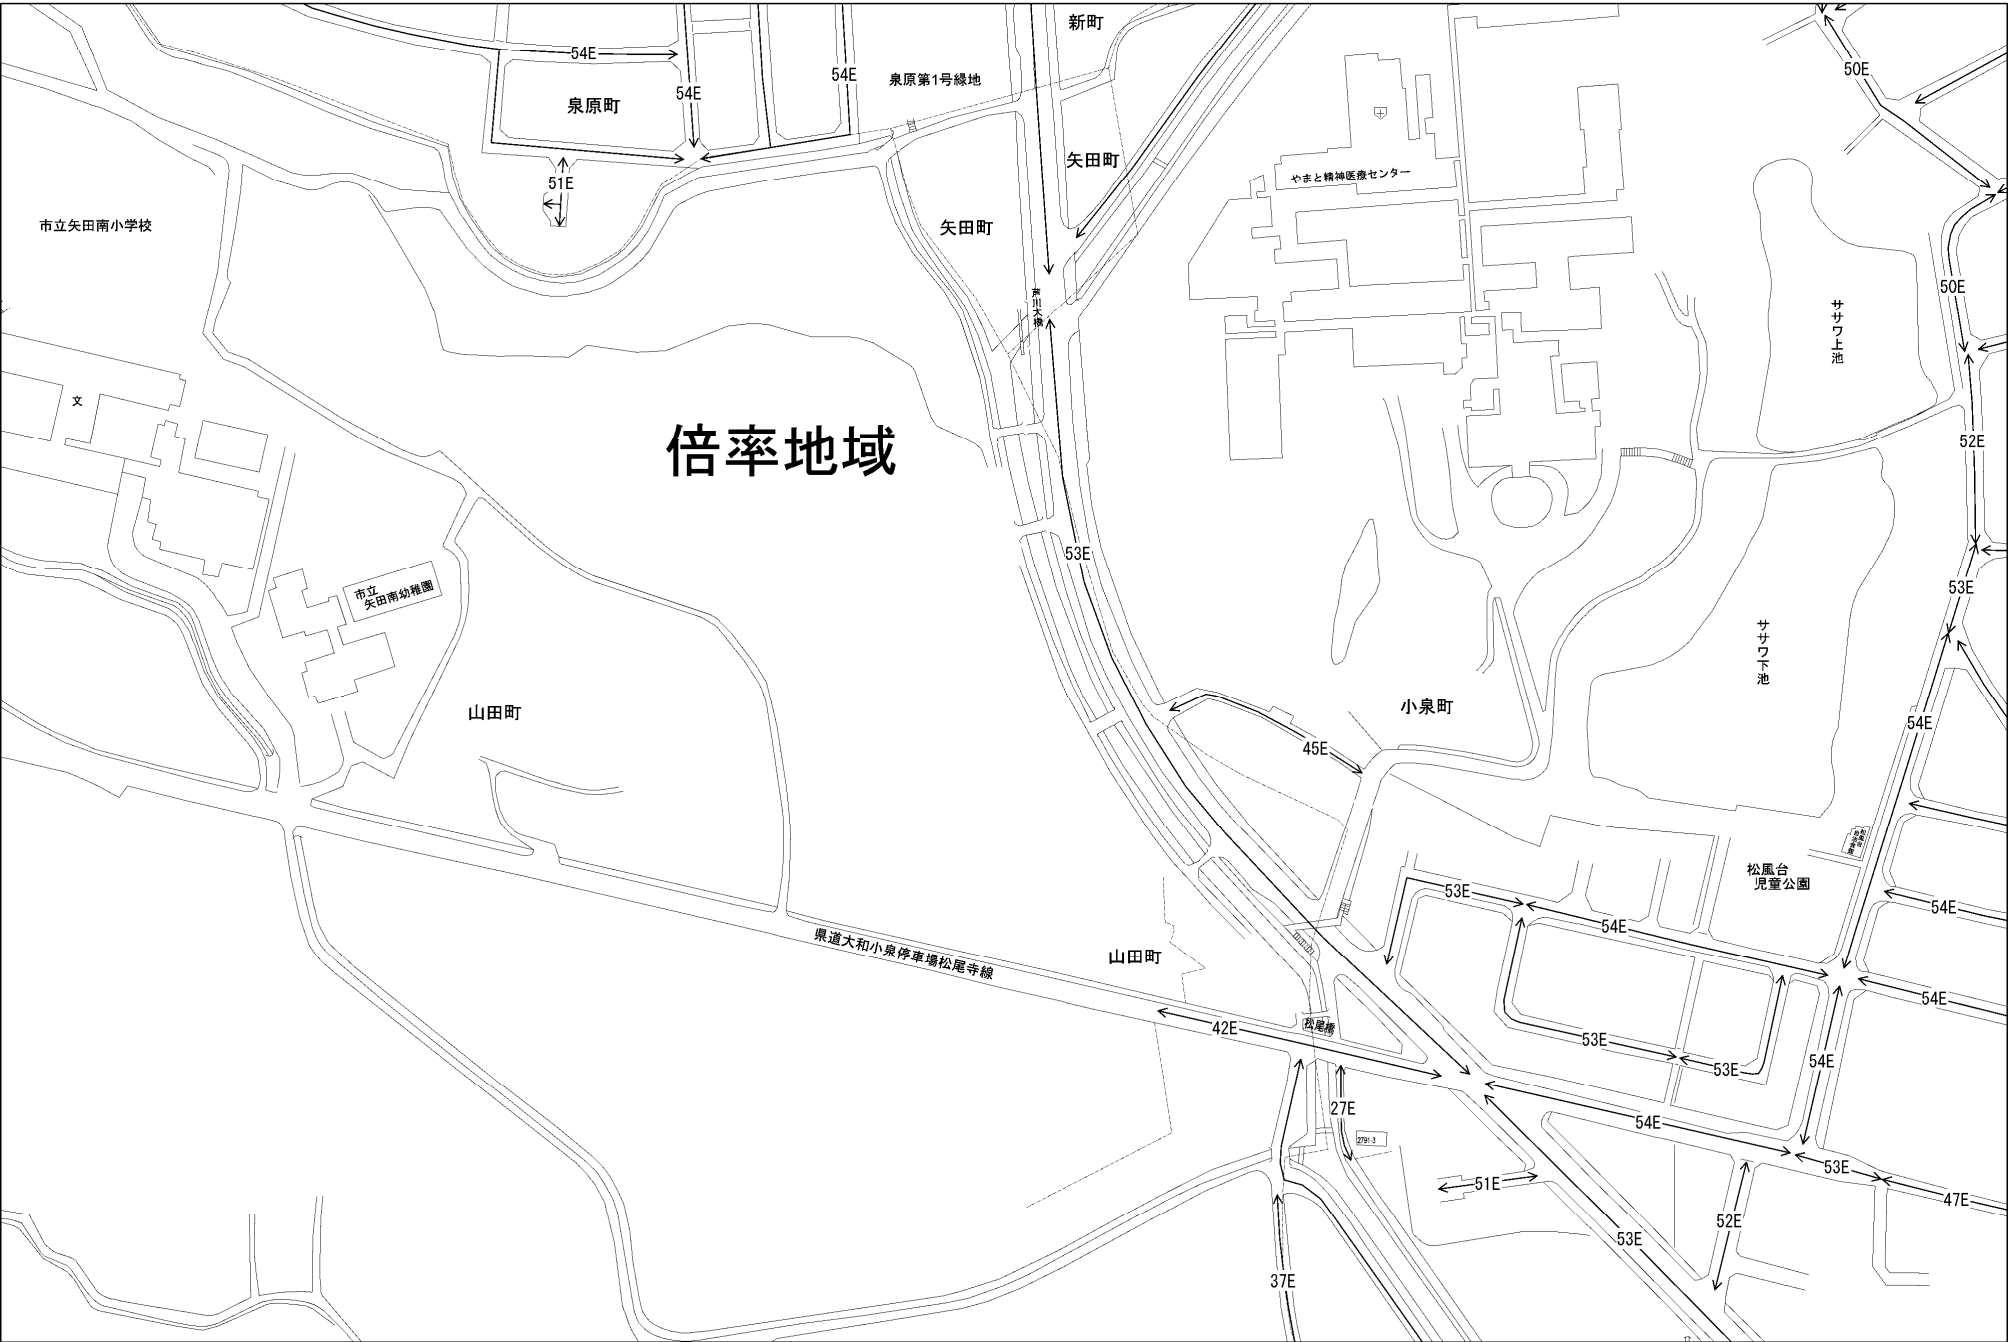 新町
54E
54E
54E
50E
泉原第1号緑地
泉原町
矢田町
やまと精神医療センター
51E
市立矢田南小学校
矢田町
50E
芦川大橋
ササワ上池
文
倍率地域
52E
53E
53E
市立
矢田南幼稚園
ササワ下池
山田町
小泉町
54E
45E
松風台
児童公園
53E
54E
54E
県道大和小泉停車場松尾寺線
山田町
54E
42E
松尾橋
53E
53E
54E
27E
54E
2791-3
53E
51E
47E
52E
53E
37E